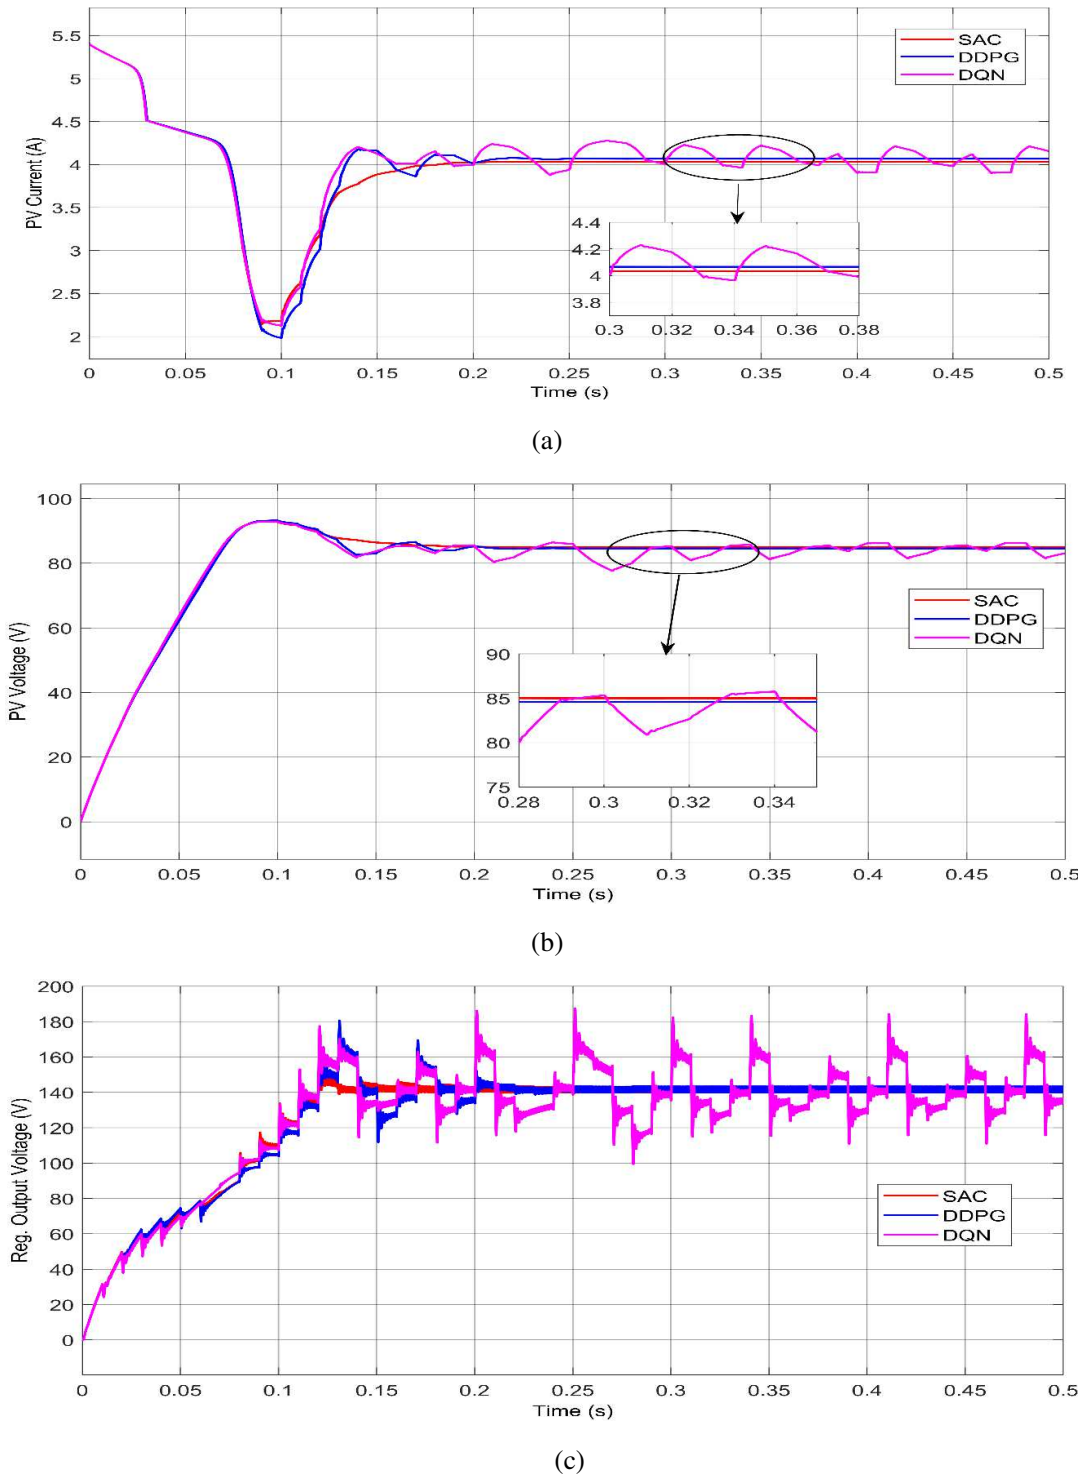 5.5
5
4.5
4
3.5
3
2.5
2
PV Current (A)
SAC
DDPG
DQN
4.4
4.2
4
3.8
0.3 0.32 0.34 0.36 0.38
0 0.05 0.1 0.15 0.2 0.25 0.3 0.35 0.4 0.45 0.5
Time (s)
(a)
100
80
60
40
20
0
PV Voltage (V)
SAC
DDPG
DQN
90
85
80
75
0.28 0.3 0.32 0.34
0 0.05 0.1 0.15 0.2 0.25 0.3 0.35 0.4 0.45 0.5
Time (s)
(b)
200
180
160
140
120
100
80
60
40
20
0
Reg. Output Voltage (V)
SAC
DDPG
DQN
0 0.05 0.1 0.15 0.2 0.25 0.3 0.35 0.4 0.45 0.5
Time (s)
(c)